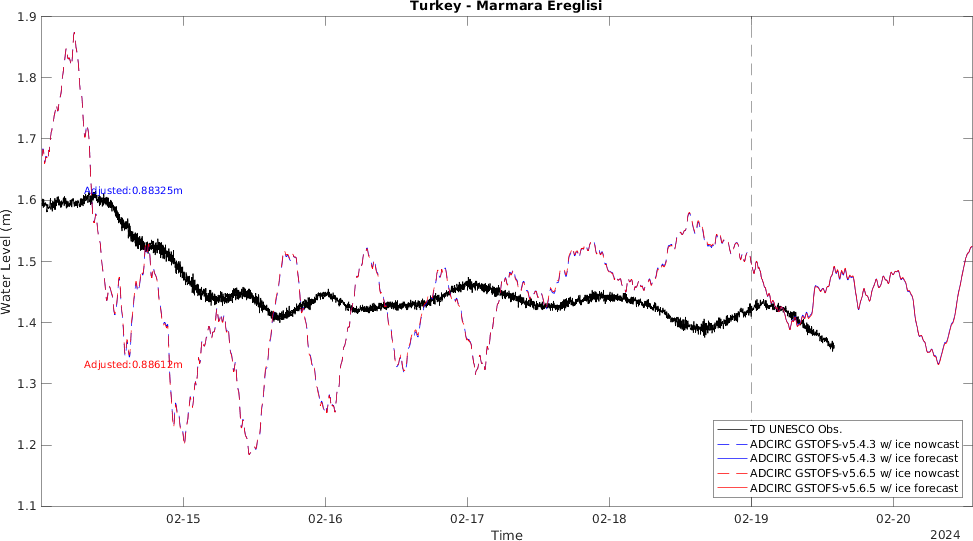 Turkey - Marmara Ereglisi
1.9
1.8
1.7
1.6
1.5
1.4
1.3
1.2
1.1
Water Level (m)
Adjusted:0.88325m
Adjusted:0.88612m
TD UNESCO Obs.
ADCIRC GSTOFS-v5.4.3 w/ ice nowcast
ADCIRC GSTOFS-v5.4.3 w/ ice forecast
ADCIRC GSTOFS-v5.6.5 w/ ice nowcast
ADCIRC GSTOFS-v5.6.5 w/ ice forecast
02-15 02-16 02-17 02-18 02-19 02-20
Time
2024